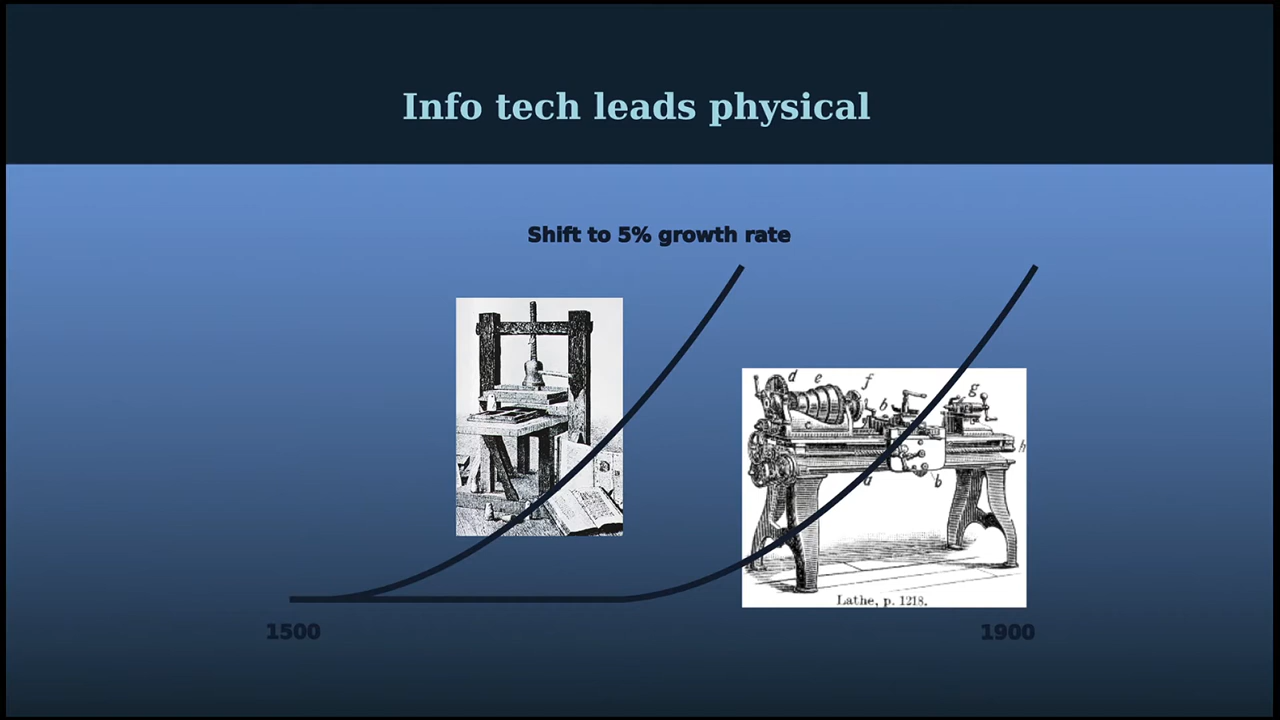 Info tech leads physical
Shift to 5% growth rate
d e f b g
h
a b
Lathe, p. 1218.
1500 1900